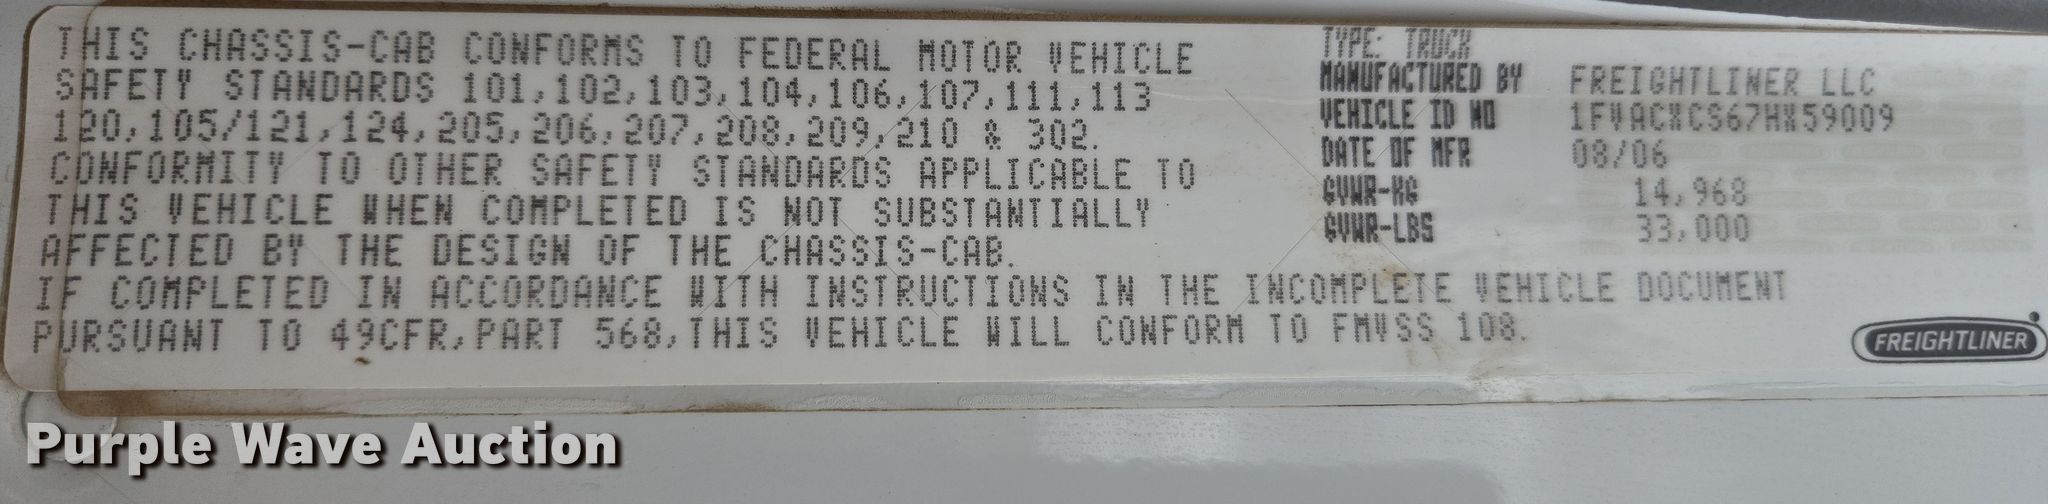 THIS CHASSIS-CAB CONFORMS TO FEDERAL MOTOR VEHICLE
SAFETY STANDARDS 101,102,103,104,106,107,111,113
120,105/121,124,205,206,207,208,209,210 & 302.
CONFORMITY TO OTHER SAFETY STANDARDS APPLICABLE TO
THIS VEHICLE WHEN COMPLETED IS NOT SUBSTANTIALLY
AFFECTED BY THE DESIGN OF THE CHASSIS-CAB.
IF COMPLETED IN ACCORDANCE WITH INSTRUCTIONS IN THE INCOMPLETE VEHICLE DOCUMENT
PURSUANT TO 49CFR,PART 568,THIS VEHICLE WILL CONFORM TO FMVSS 108.
TYPE: TRUCK
MANUFACTURED BY FREIGHTLINER LLC
VEHICLE ID NO 1FVACXCS67HX59009
DATE OF MFR 08/06
GVWR-KG 14,968
GVWR-LBS 33,000
FREIGHTLINER
Purple Wave Auction